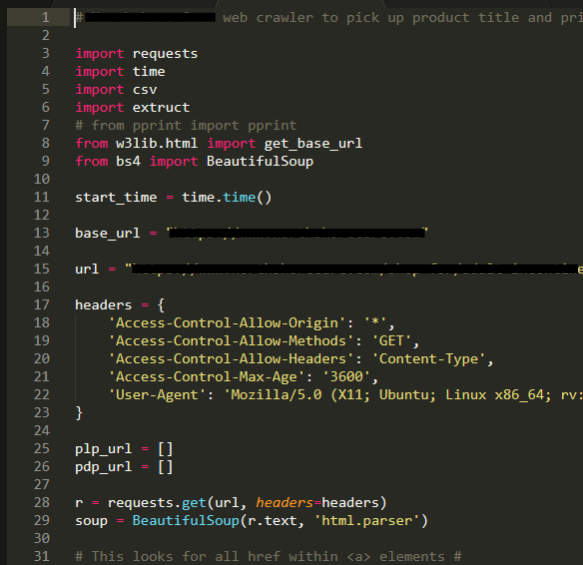 1 # web crawler to pick up product title and pri
2
3 import requests
4 import time
5 import csv
6 import extruct
7 # from pprint import pprint
8 from w3lib.html import get_base_url
9 from bs4 import BeautifulSoup
10
11 start_time = time.time()
12
13 base_url = "
14
15 url = "
16
17 headers = {
18 'Access-Control-Allow-Origin': '*',
19 'Access-Control-Allow-Methods': 'GET',
20 'Access-Control-Allow-Headers': 'Content-Type',
21 'Access-Control-Max-Age': '3600',
22 'User-Agent': 'Mozilla/5.0 (X11; Ubuntu; Linux x86_64; rv:
23 }
24
25 plp_url = []
26 pdp_url = []
27
28 r = requests.get(url, headers=headers)
29 soup = BeautifulSoup(r.text, 'html.parser')
30
31 # This looks for all href within <a> elements #